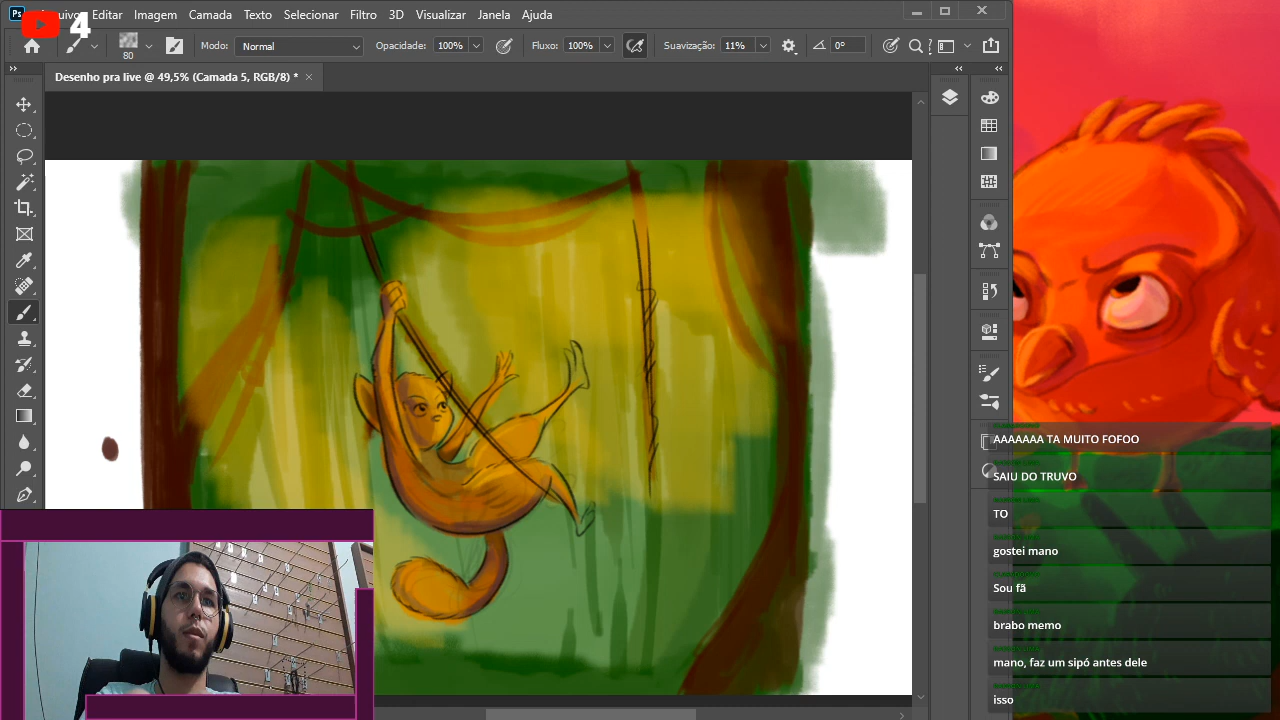 Ps Arquivo Editar Imagem Camada Texto Selecionar Filtro 3D Visualizar Janela Ajuda
4
80
Modo: Normal Opacidade: 100% Fluxo: 100% Suavização: 11% 0°
Desenho pra live @ 49,5% (Camada 5, RGB/8) * ×
AAAAAAA TA MUITO FOFOO
SAIU DO TRUVO
TO
gostei mano
Sou fã
brabo memo
mano, faz um sipó antes dele
isso